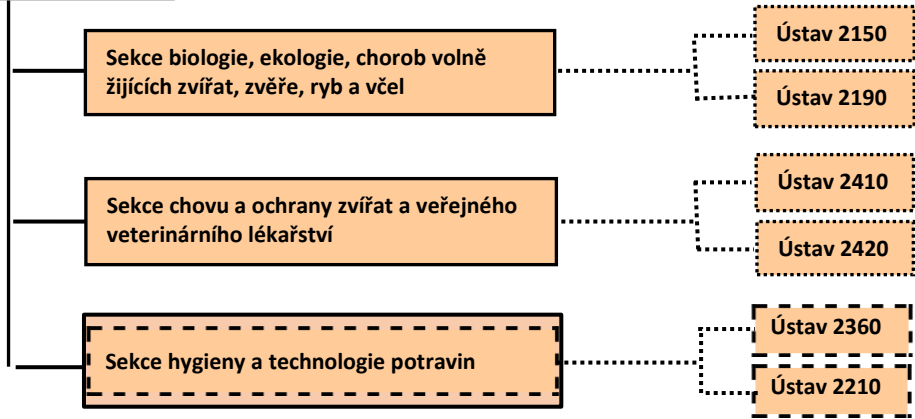 Sekce biologie, ekologie, chorob volně
žijících zvířat, zvěře, ryb a včel
Ústav 2150
Ústav 2190
Sekce chovu a ochrany zvířat a veřejného
veterinárního lékařství
Ústav 2410
Ústav 2420
Sekce hygieny a technologie potravin
Ústav 2360
Ústav 2210